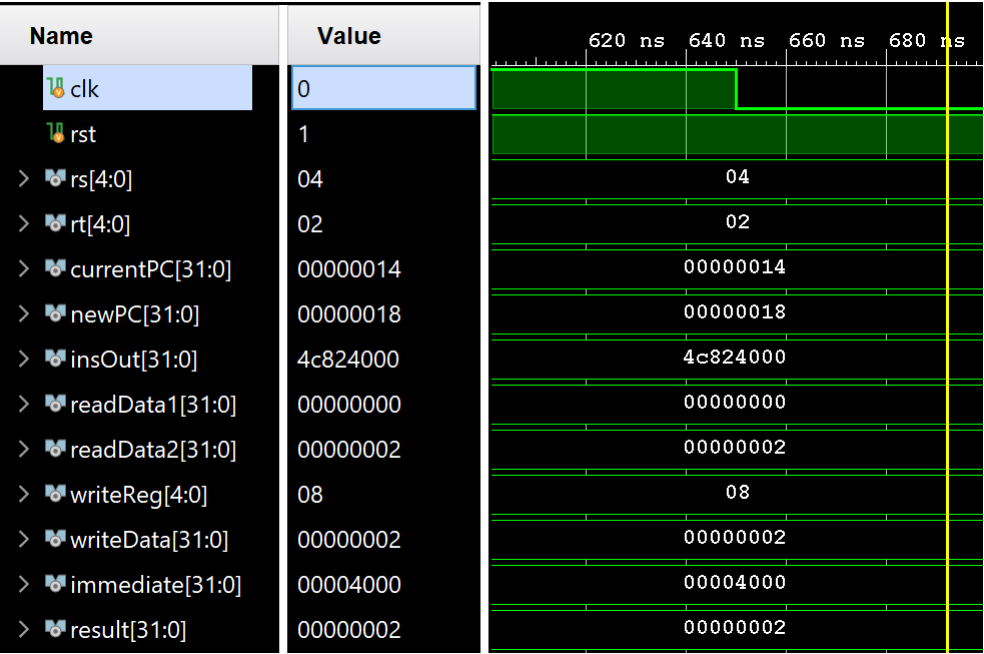 Name Value
620 ns 640 ns 660 ns 680 ns
clk 0
rst 1
rs[4:0] 04 04
rt[4:0] 02 02
currentPC[31:0] 00000014 00000014
newPC[31:0] 00000018 00000018
insOut[31:0] 4c824000 4c824000
readData1[31:0] 00000000 00000000
readData2[31:0] 00000002 00000002
writeReg[4:0] 08 08
writeData[31:0] 00000002 00000002
immediate[31:0] 00004000 00004000
result[31:0] 00000002 00000002